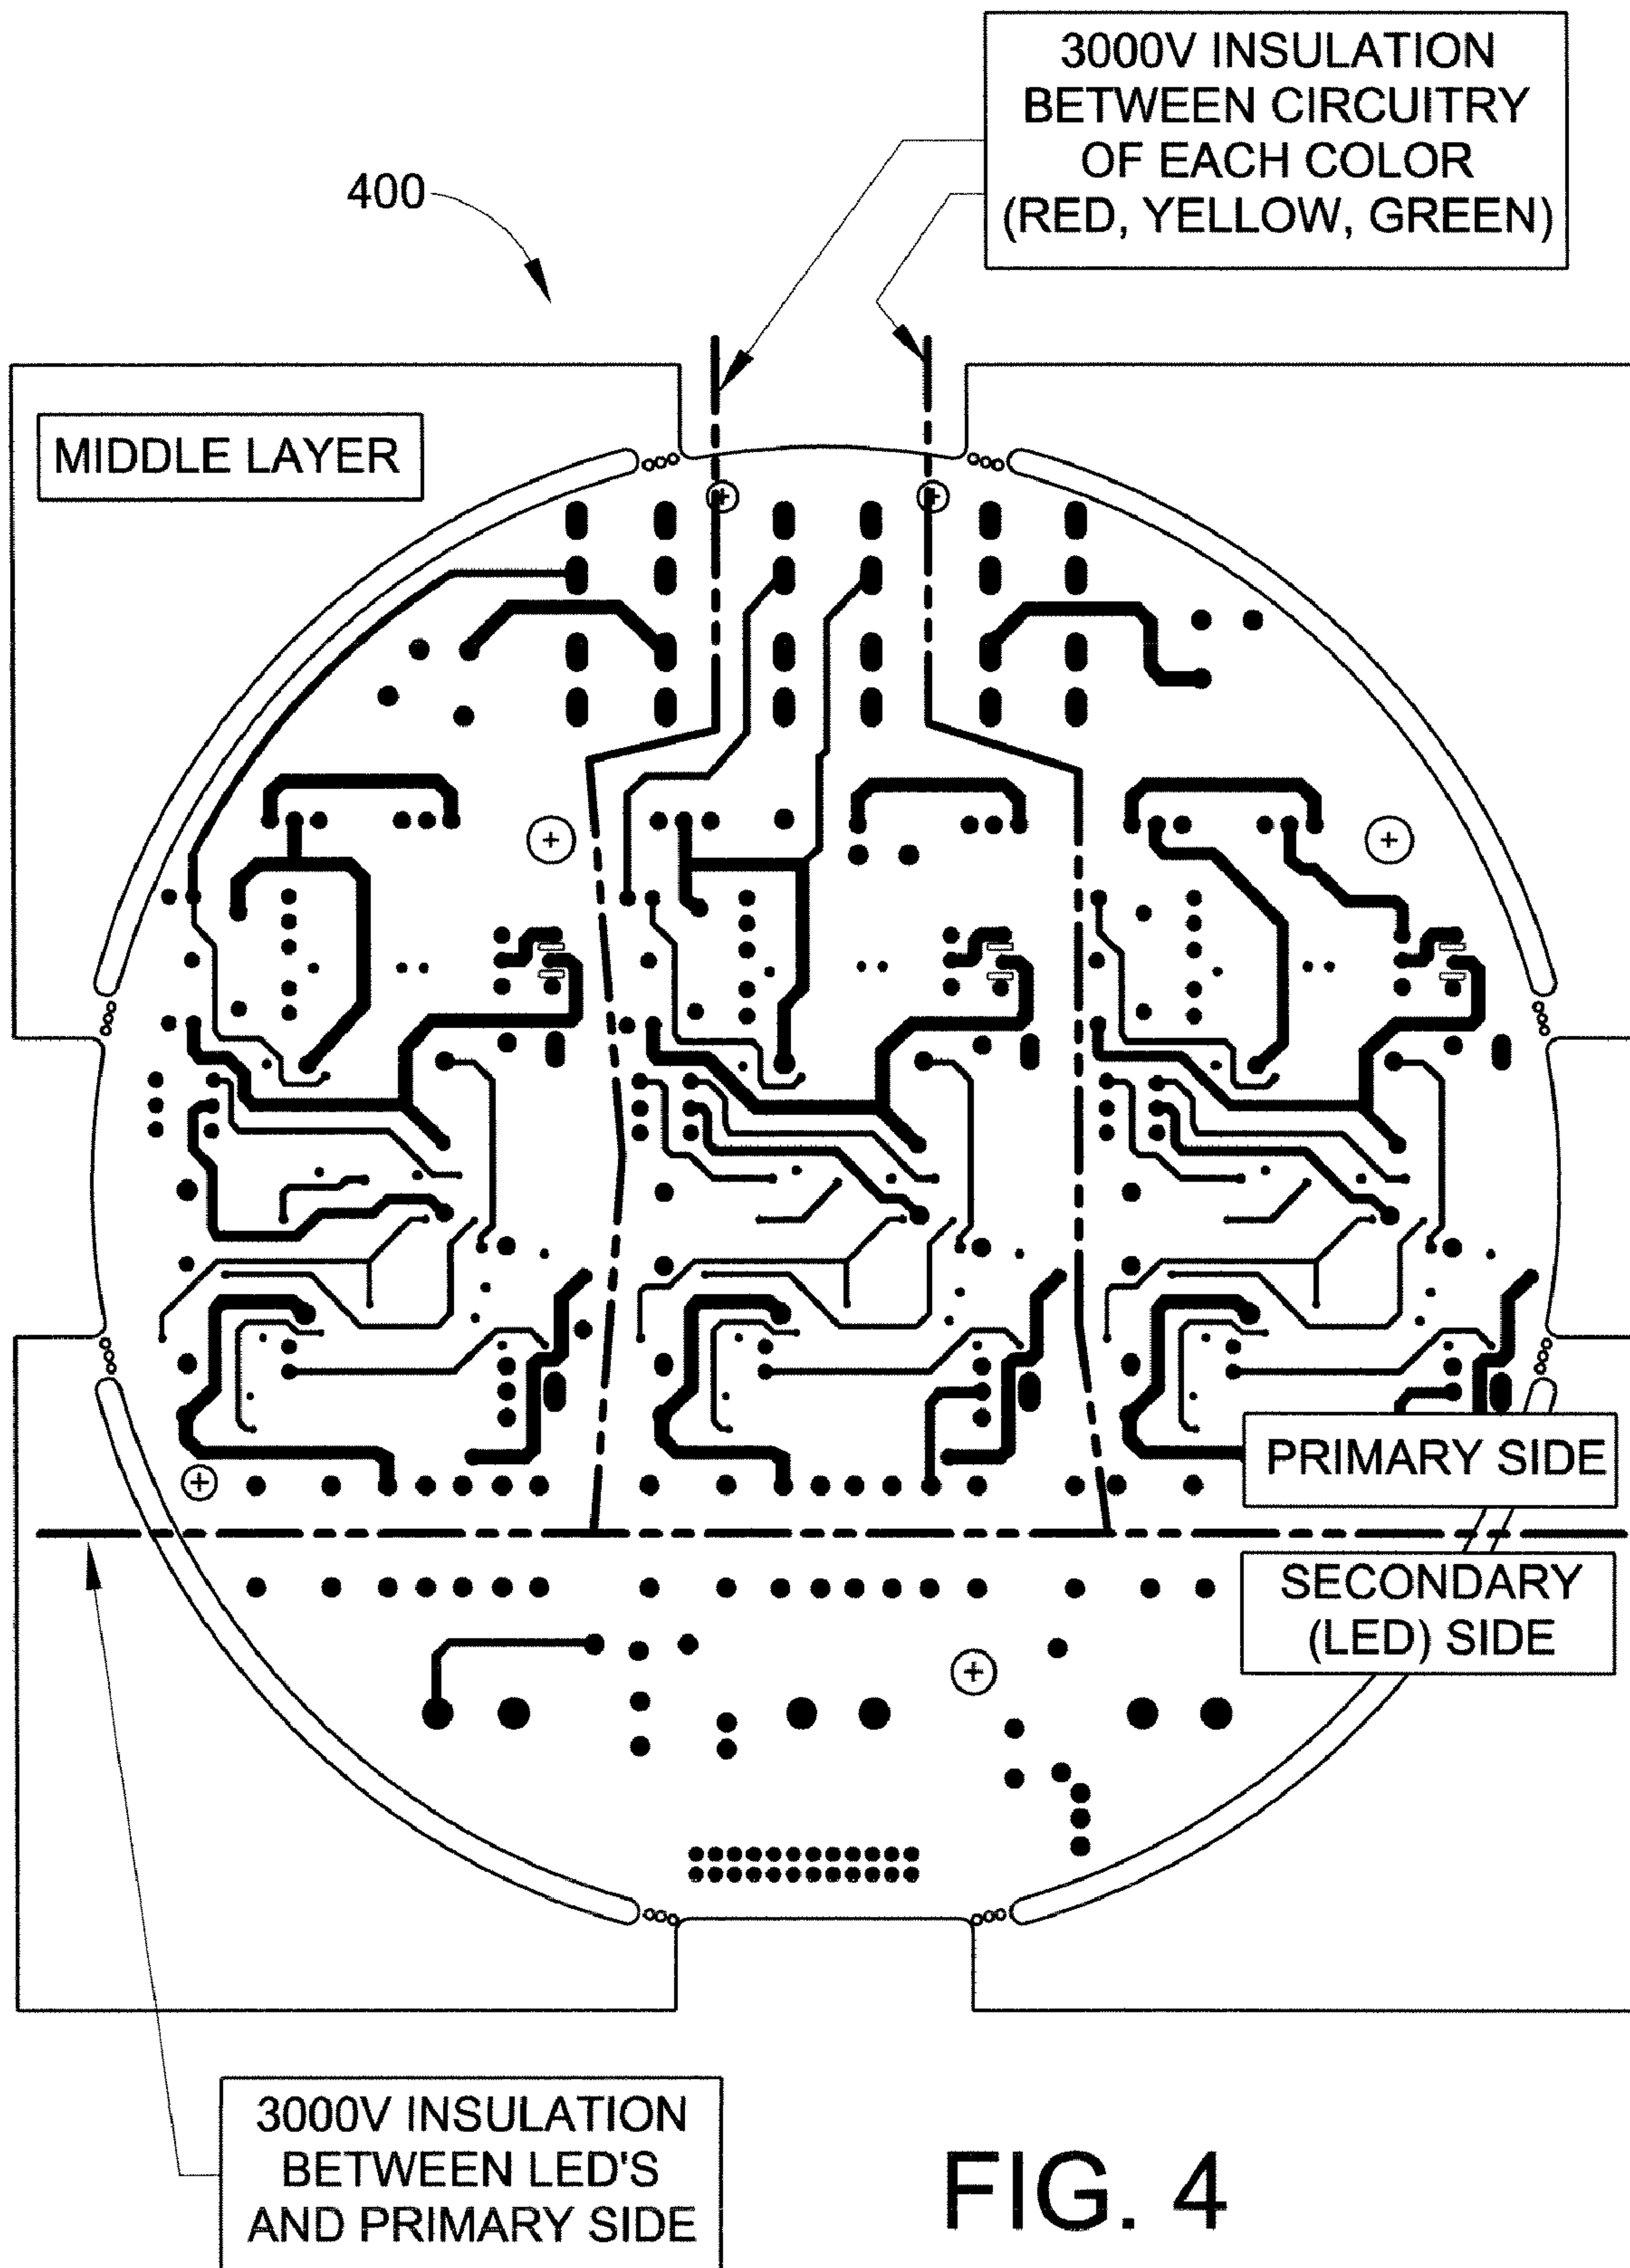 3000V INSULATION
BETWEEN CIRCUITRY
OF EACH COLOR
(RED, YELLOW, GREEN)
400
MIDDLE LAYER
PRIMARY SIDE
SECONDARY
(LED) SIDE
3000V INSULATION
BETWEEN LED'S
AND PRIMARY SIDE
FIG. 4